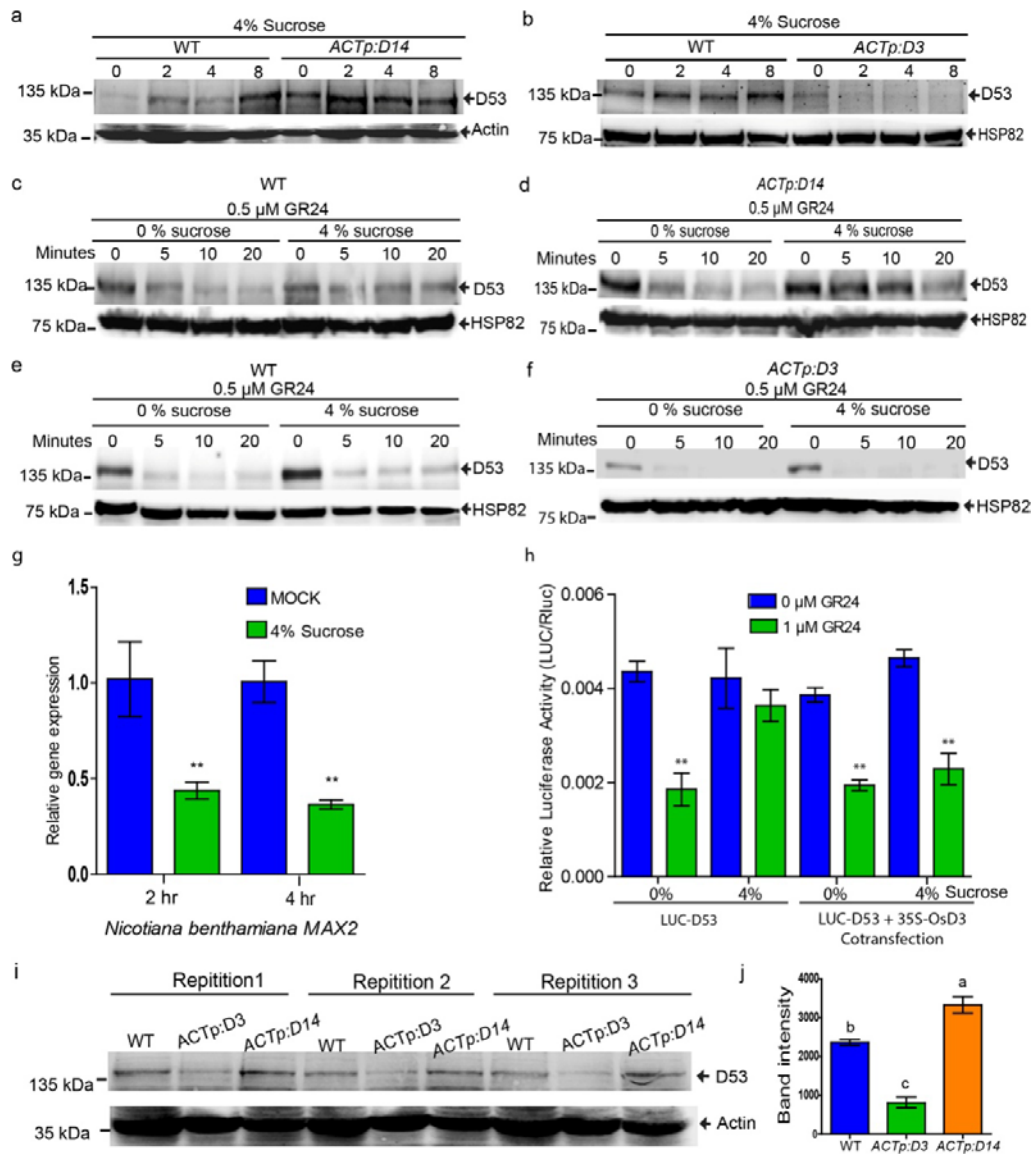 a
4% Sucrose
WT ACTp:D14
0 2 4 8 0 2 4 8
135 kDa D53
35 kDa Actin
b
4% Sucrose
WT ACTp:D3
0 2 4 8 0 2 4 8
135 kDa D53
75 kDa HSP82
c
WT
0.5 µM GR24
0 % sucrose 4 % sucrose
Minutes 0 5 10 20 0 5 10 20
135 kDa D53
75 kDa HSP82
d
ACTp:D14
0.5 µM GR24
0 % sucrose 4 % sucrose
Minutes 0 5 10 20 0 5 10 20
135 kDa D53
75 kDa HSP82
e
WT
0.5 µM GR24
0 % sucrose 4 % sucrose
Minutes 0 5 10 20 0 5 10 20
135 kDa D53
75 kDa HSP82
f
ACTp:D3
0.5 µM GR24
0 % sucrose 4 % sucrose
Minutes 0 5 10 20 0 5 10 20
135 kDa D53
75 kDa HSP82
g
Relative gene expression
1.5
1.0
0.5
0.0
MOCK
4% Sucrose
** **
2 hr 4 hr
Nicotiana benthamiana MAX2
h
Relative Luciferase Activity (LUC/Rluc)
0.006
0.004
0.002
0.000
0 µM GR24
1 µM GR24
** ** **
0% 4% 0% 4% Sucrose
LUC-D53 LUC-D53 + 35S-OsD3
Cotransfection
i
Repitition1 Repitition 2 Repitition 3
WT ACTp:D3 ACTp:D14 WT ACTp:D3 ACTp:D14 WT ACTp:D3 ACTp:D14
135 kDa D53
35 kDa Actin
j
Band intensity
4000
3000
2000
1000
0
b c a
WT ACTp:D3 ACTp:D14